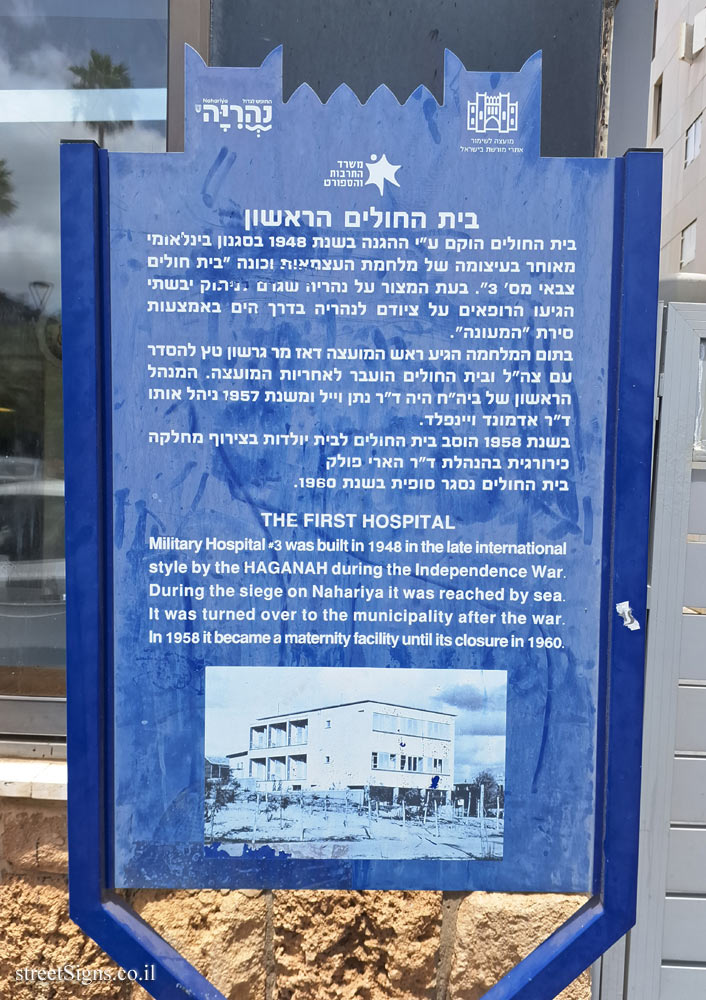 Nahariya
נהריה
מועצה לשימור
אתרי מורשת בישראל
משרד
התרבות
והספורט
בית החולים הראשון
בית החולים הוקם ע"י ההגנה בשנת 1948 בסגנון בינלאומי
מאוחר בעיצומה של מלחמת העצמאות וכונה "בית חולים
צבאי מס' 3". בעת המצור על נהריה שגרם לניתוק יבשתי
הגיעו הרופאים על ציודם לנהריה בדרך הים באמצעות
סירת "המעונה".
בתום המלחמה הגיע ראש המועצה דאז מר גרשון טץ להסדר
עם צה"ל ובית החולים הועבר לאחריות המועצה. המנהל
הראשון של ביה"ח היה ד"ר נתן וייל ומשנת 1957 ניהל אותו
ד"ר אדמונד ויינפלד.
בשנת 1958 הוסב בית החולים לבית יולדות בצירוף מחלקה
כירורגית בהנהלת ד"ר הארי פולק
בית החולים נסגר סופית בשנת 1960.
THE FIRST HOSPITAL
Military Hospital #3 was built in 1948 in the late international
style by the HAGANAH during the Independence War.
During the siege on Nahariya it was reached by sea.
It was turned over to the municipality after the war.
In 1958 it became a maternity facility until its closure in 1960.
streetSigns.co.il